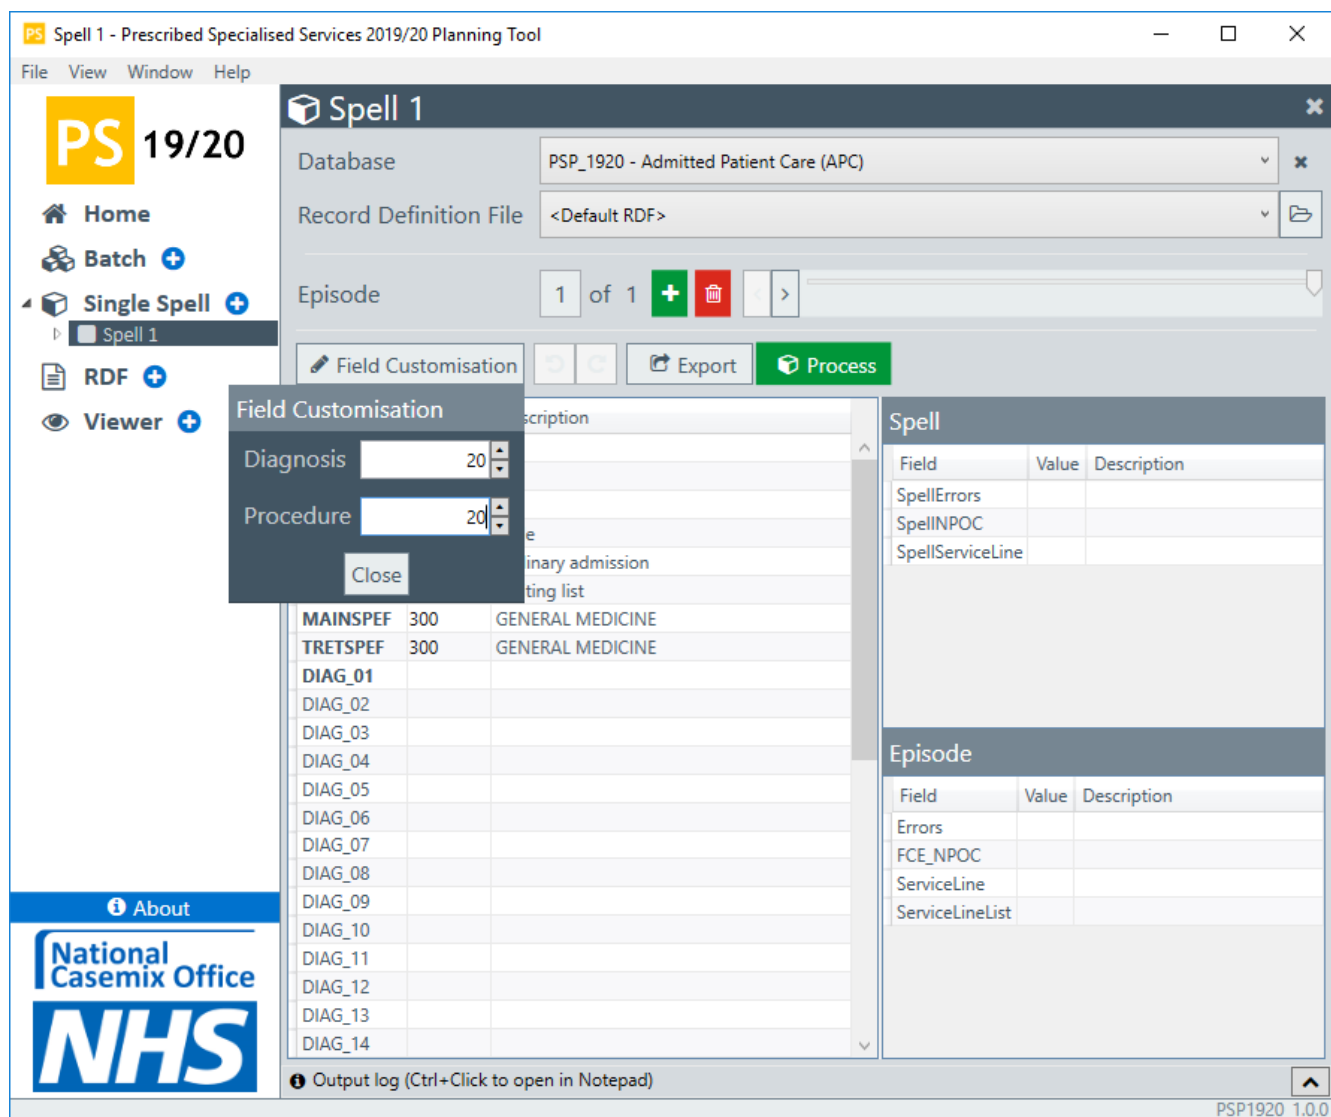 PS Spell 1 - Prescribed Specialised Services 2019/20 Planning Tool
File View Window Help
PS 19/20
Home
Batch
Single Spell
Spell 1
RDF
Viewer
About
National
Casemix Office
NHS
Spell 1
Database PSP_1920 - Admitted Patient Care (APC)
Record Definition File <Default RDF>
Episode 1 of 1
Field Customisation Export Process
Field Customisation
Diagnosis 20
Procedure 20
Close
scription
e
inary admission
ting list
MAINSPEF 300 GENERAL MEDICINE
TRETSPEF 300 GENERAL MEDICINE
DIAG_01
DIAG_02
DIAG_03
DIAG_04
DIAG_05
DIAG_06
DIAG_07
DIAG_08
DIAG_09
DIAG_10
DIAG_11
DIAG_12
DIAG_13
DIAG_14
Spell
Field Value Description
SpellErrors
SpellNPOC
SpellServiceLine
Episode
Field Value Description
Errors
FCE_NPOC
ServiceLine
ServiceLineList
Output log (Ctrl+Click to open in Notepad)
PSP1920 1.0.0